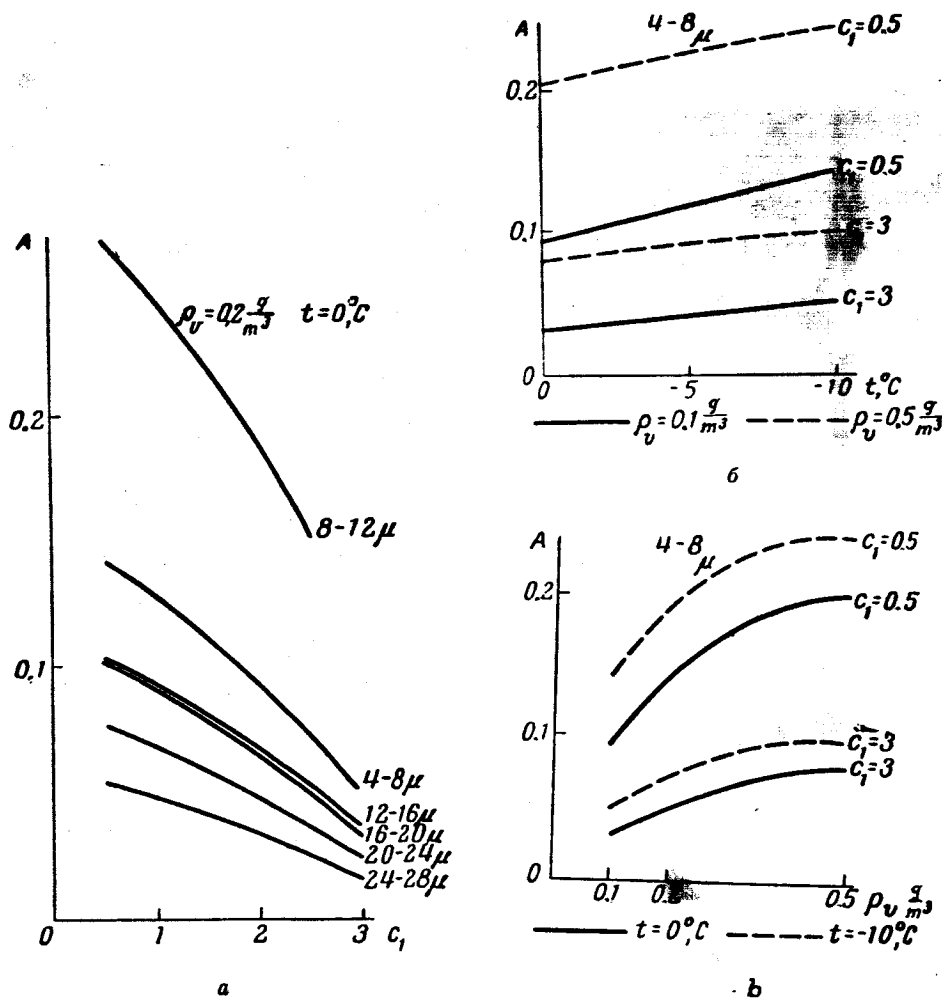 A
ρᵥ=0,2 g/m³ t=0,°C
0.2
8-12μ
0.1
4-8μ
12-16μ
16-20μ
20-24μ
24-28μ
0 1 2 3 c₁
a
A 4-8μ c₁=0.5
0.2
c₁=0.5
0.1
c₁=3
c₁=3
0
0 -5 -10 t,°C
ρᵥ=0.1 g/m³ ρᵥ=0.5 g/m³
б
A 4-8μ c₁=0.5
0.2
c₁=0.5
0.1
c₁=3
c₁=3
0
0.1 0.5 ρᵥ g/m³
t=0°,C t=-10°,C
b